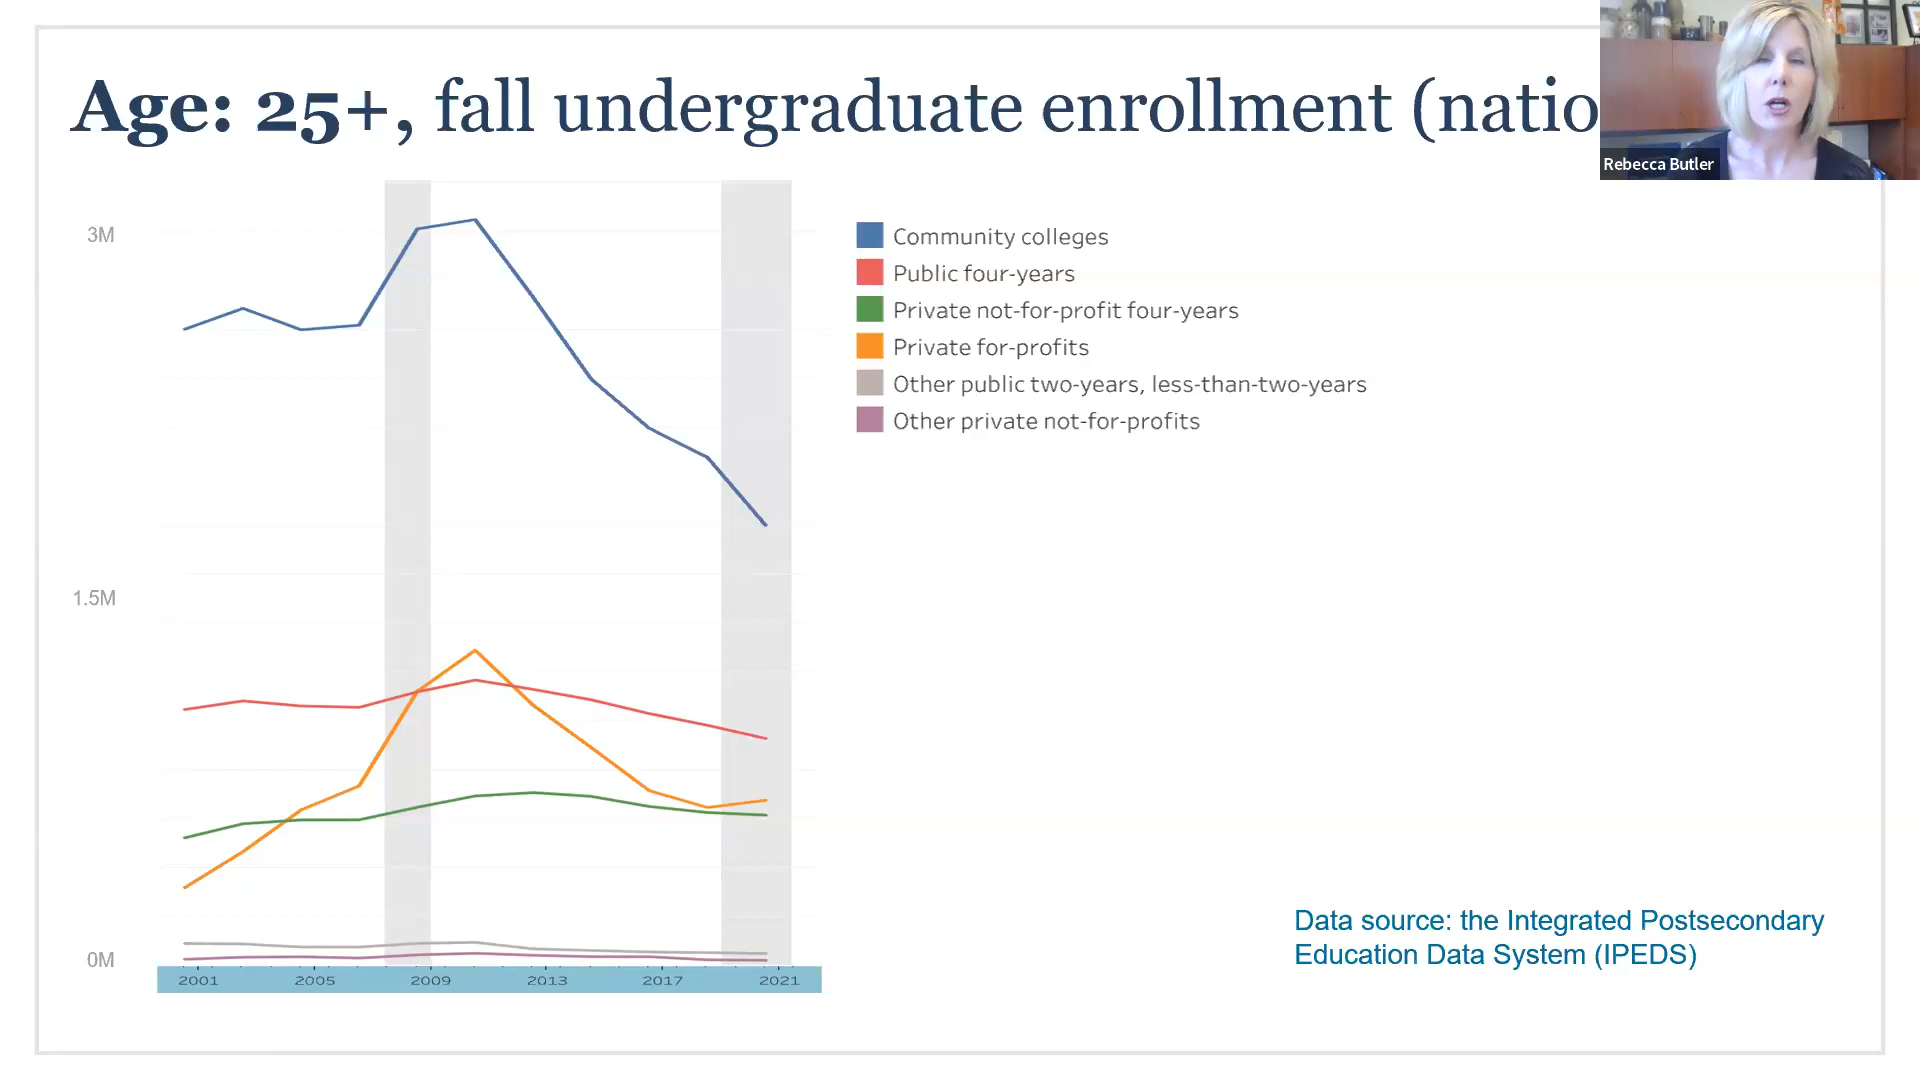 Age: 25+, fall undergraduate enrollment (natio
Rebecca Butler
3M
1.5M
0M
Community colleges
Public four-years
Private not-for-profit four-years
Private for-profits
Other public two-years, less-than-two-years
Other private not-for-profits
2001 2005 2009 2013 2017 2021
Data source: the Integrated Postsecondary
Education Data System (IPEDS)